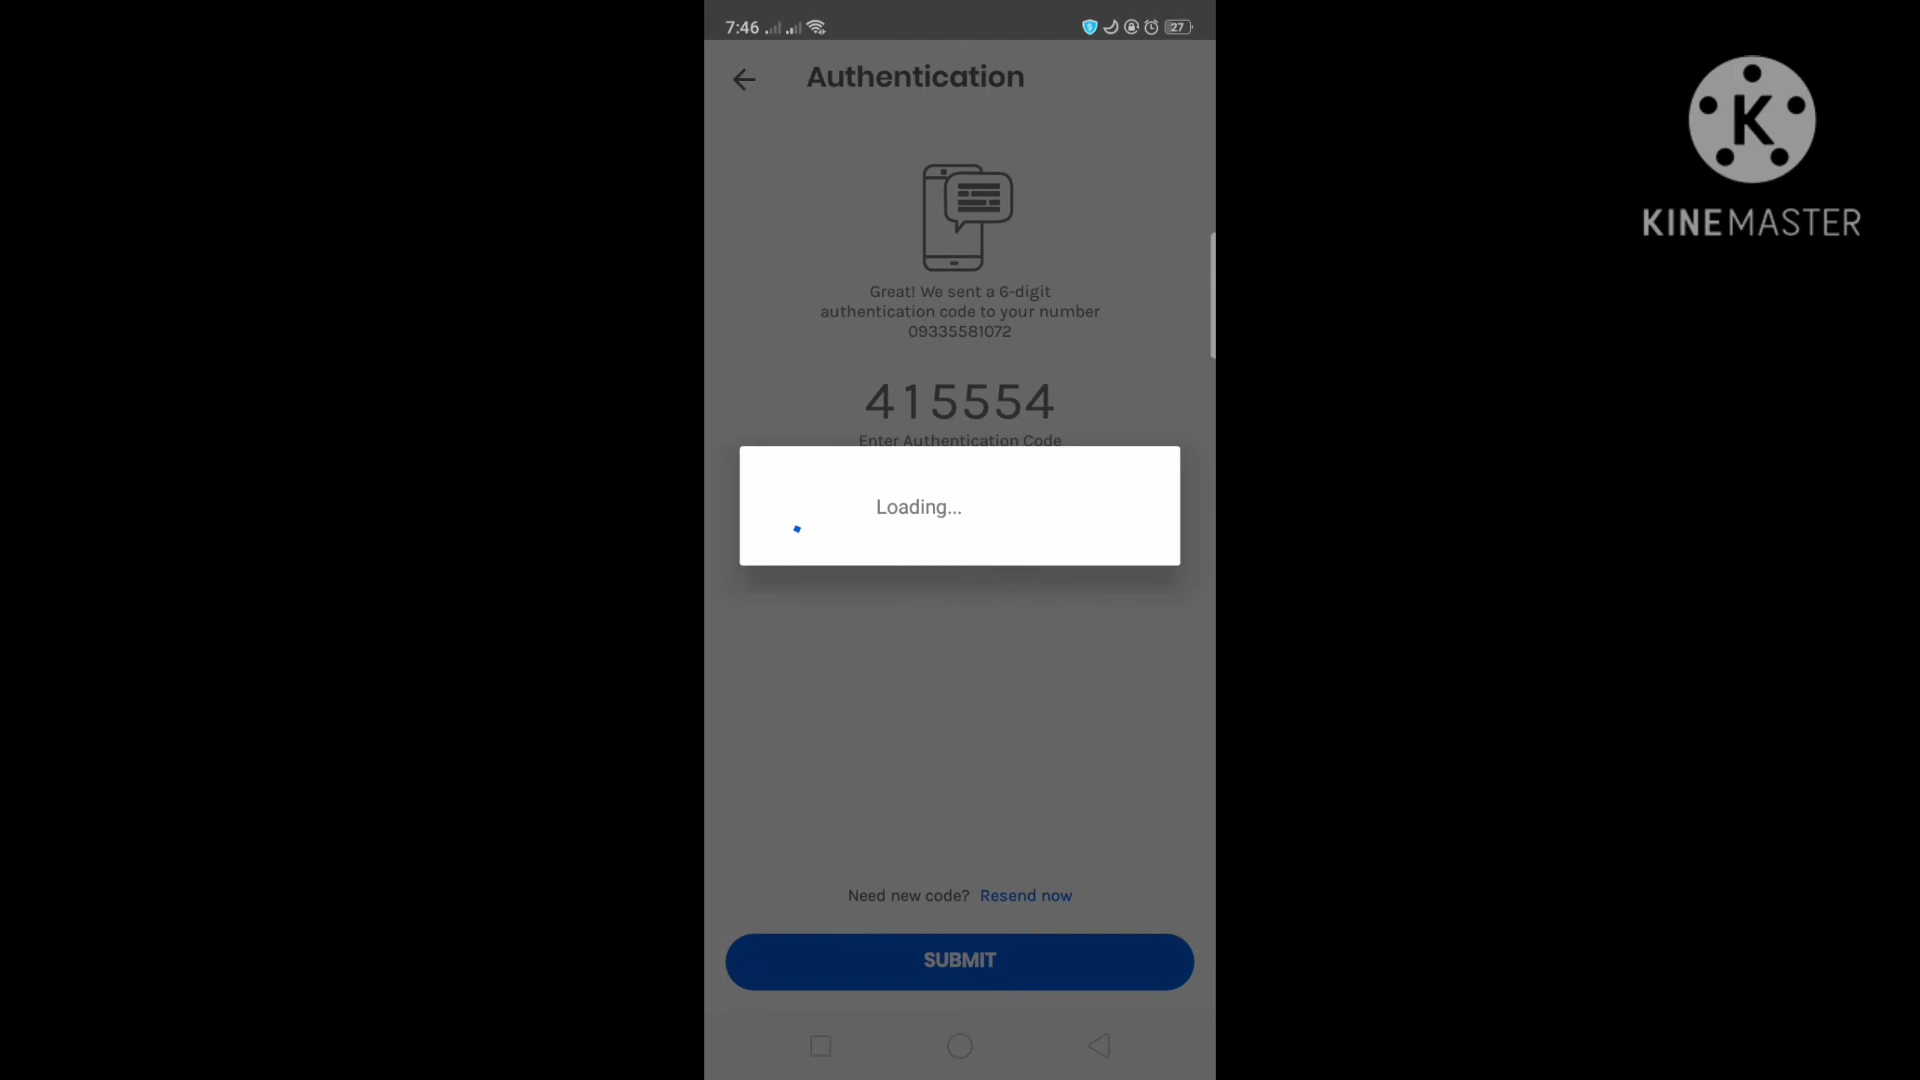 7:46
27
Authentication
K
KINEMASTER
Great! We sent a 6-digit
authentication code to your number
09335581072
415554
Enter Authentication Code
Loading...
Need new code? Resend now
SUBMIT